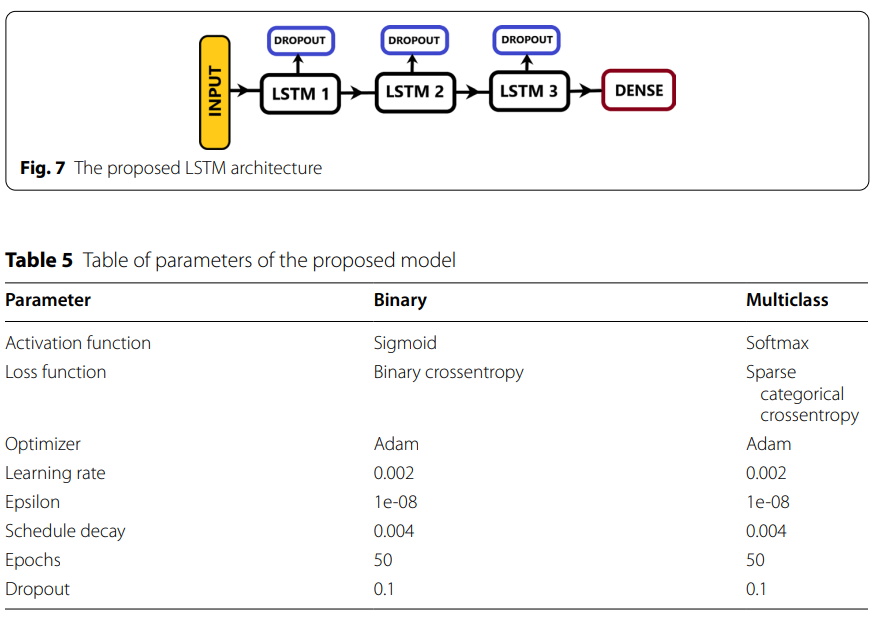 DROPOUT DROPOUT DROPOUT
INPUT
LSTM 1 LSTM 2 LSTM 3 DENSE
Fig. 7 The proposed LSTM architecture
Table 5 Table of parameters of the proposed model
Parameter Binary Multiclass
Activation function Sigmoid Softmax
Loss function Binary crossentropy Sparse
categorical
crossentropy
Optimizer Adam Adam
Learning rate 0.002 0.002
Epsilon 1e-08 1e-08
Schedule decay 0.004 0.004
Epochs 50 50
Dropout 0.1 0.1